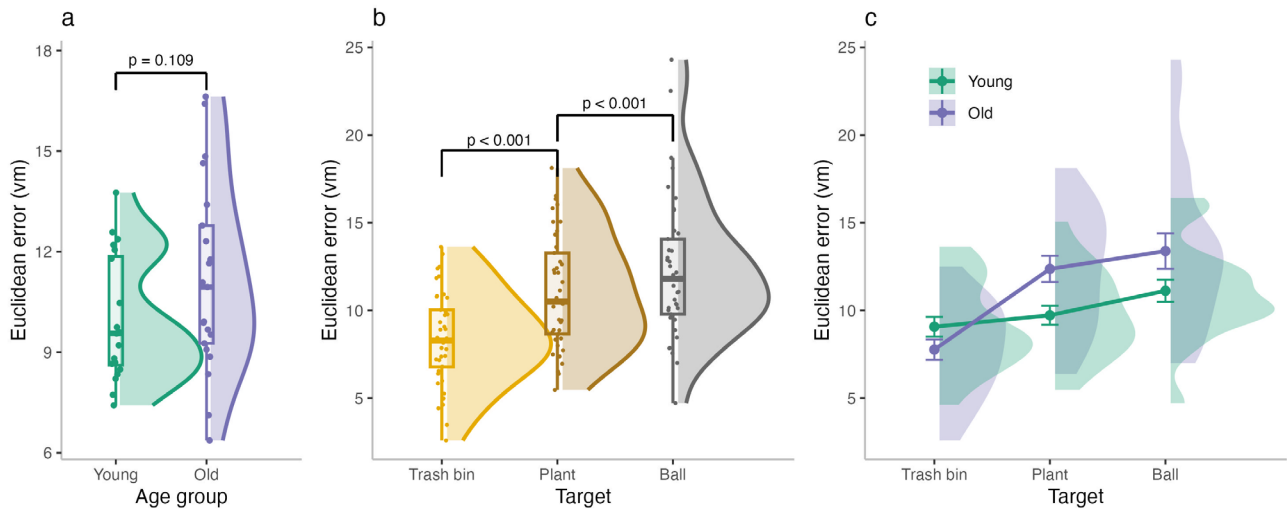 a
18
15
12
9
6
Euclidean error (vm)
p = 0.109
Young
Old
Age group
b
25
20
15
10
5
Euclidean error (vm)
p < 0.001
p < 0.001
Trash bin
Plant
Ball
Target
c
25
20
15
10
5
Euclidean error (vm)
Young
Old
Trash bin
Plant
Ball
Target